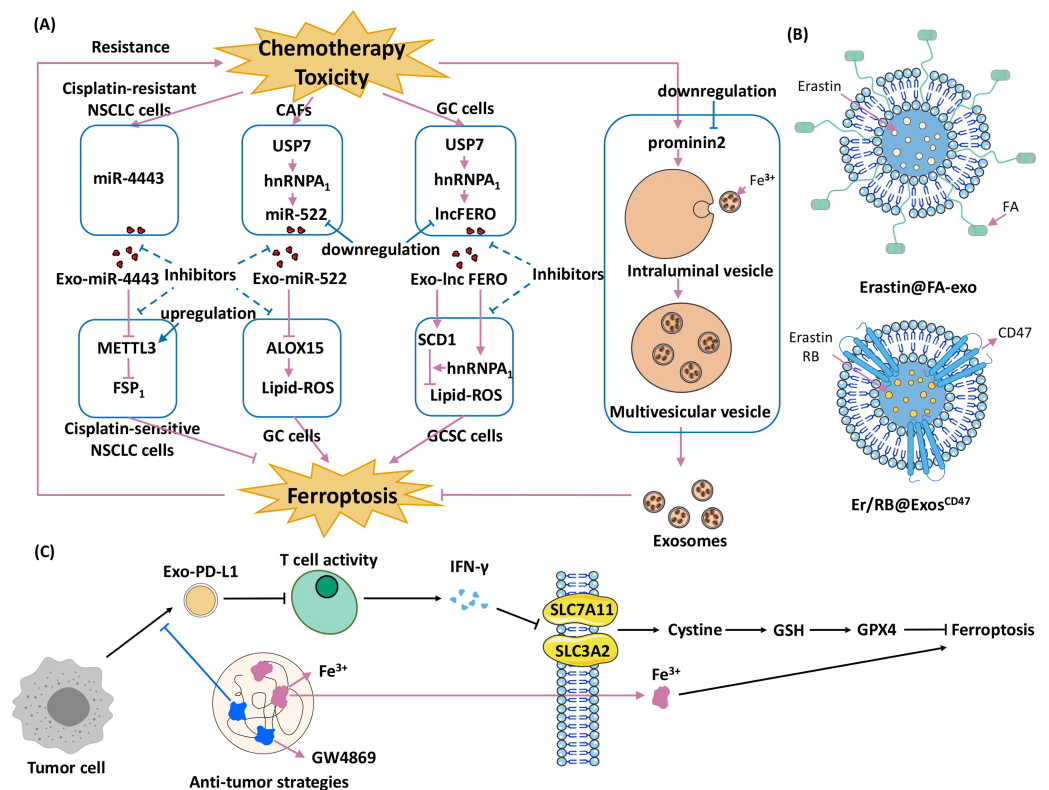 (A)
Resistance
Chemotherapy
Toxicity
Cisplatin-resistant
NSCLC cells
CAFs
GC cells
miR-4443
USP7
hnRNPA1
miR-522
USP7
hnRNPA1
lncFERO
downregulation
Exo-miR-4443
Inhibitors
Exo-miR-522
Exo-lnc FERO
Inhibitors
upregulation
METTL3
FSP1
ALOX15
Lipid-ROS
SCD1
hnRNPA1
Lipid-ROS
Cisplatin-sensitive
NSCLC cells
GC cells
GCSC cells
Ferroptosis
downregulation
prominin2
Fe3+
Intraluminal vesicle
Multivesicular vesicle
Exosomes
(B)
Erastin
FA
Erastin@FA-exo
Erastin
RB
CD47
Er/RB@ExosCD47
(C)
Exo-PD-L1
T cell activity
IFN-γ
SLC7A11
SLC3A2
Cystine
GSH
GPX4
Ferroptosis
Fe3+
Fe3+
GW4869
Tumor cell
Anti-tumor strategies